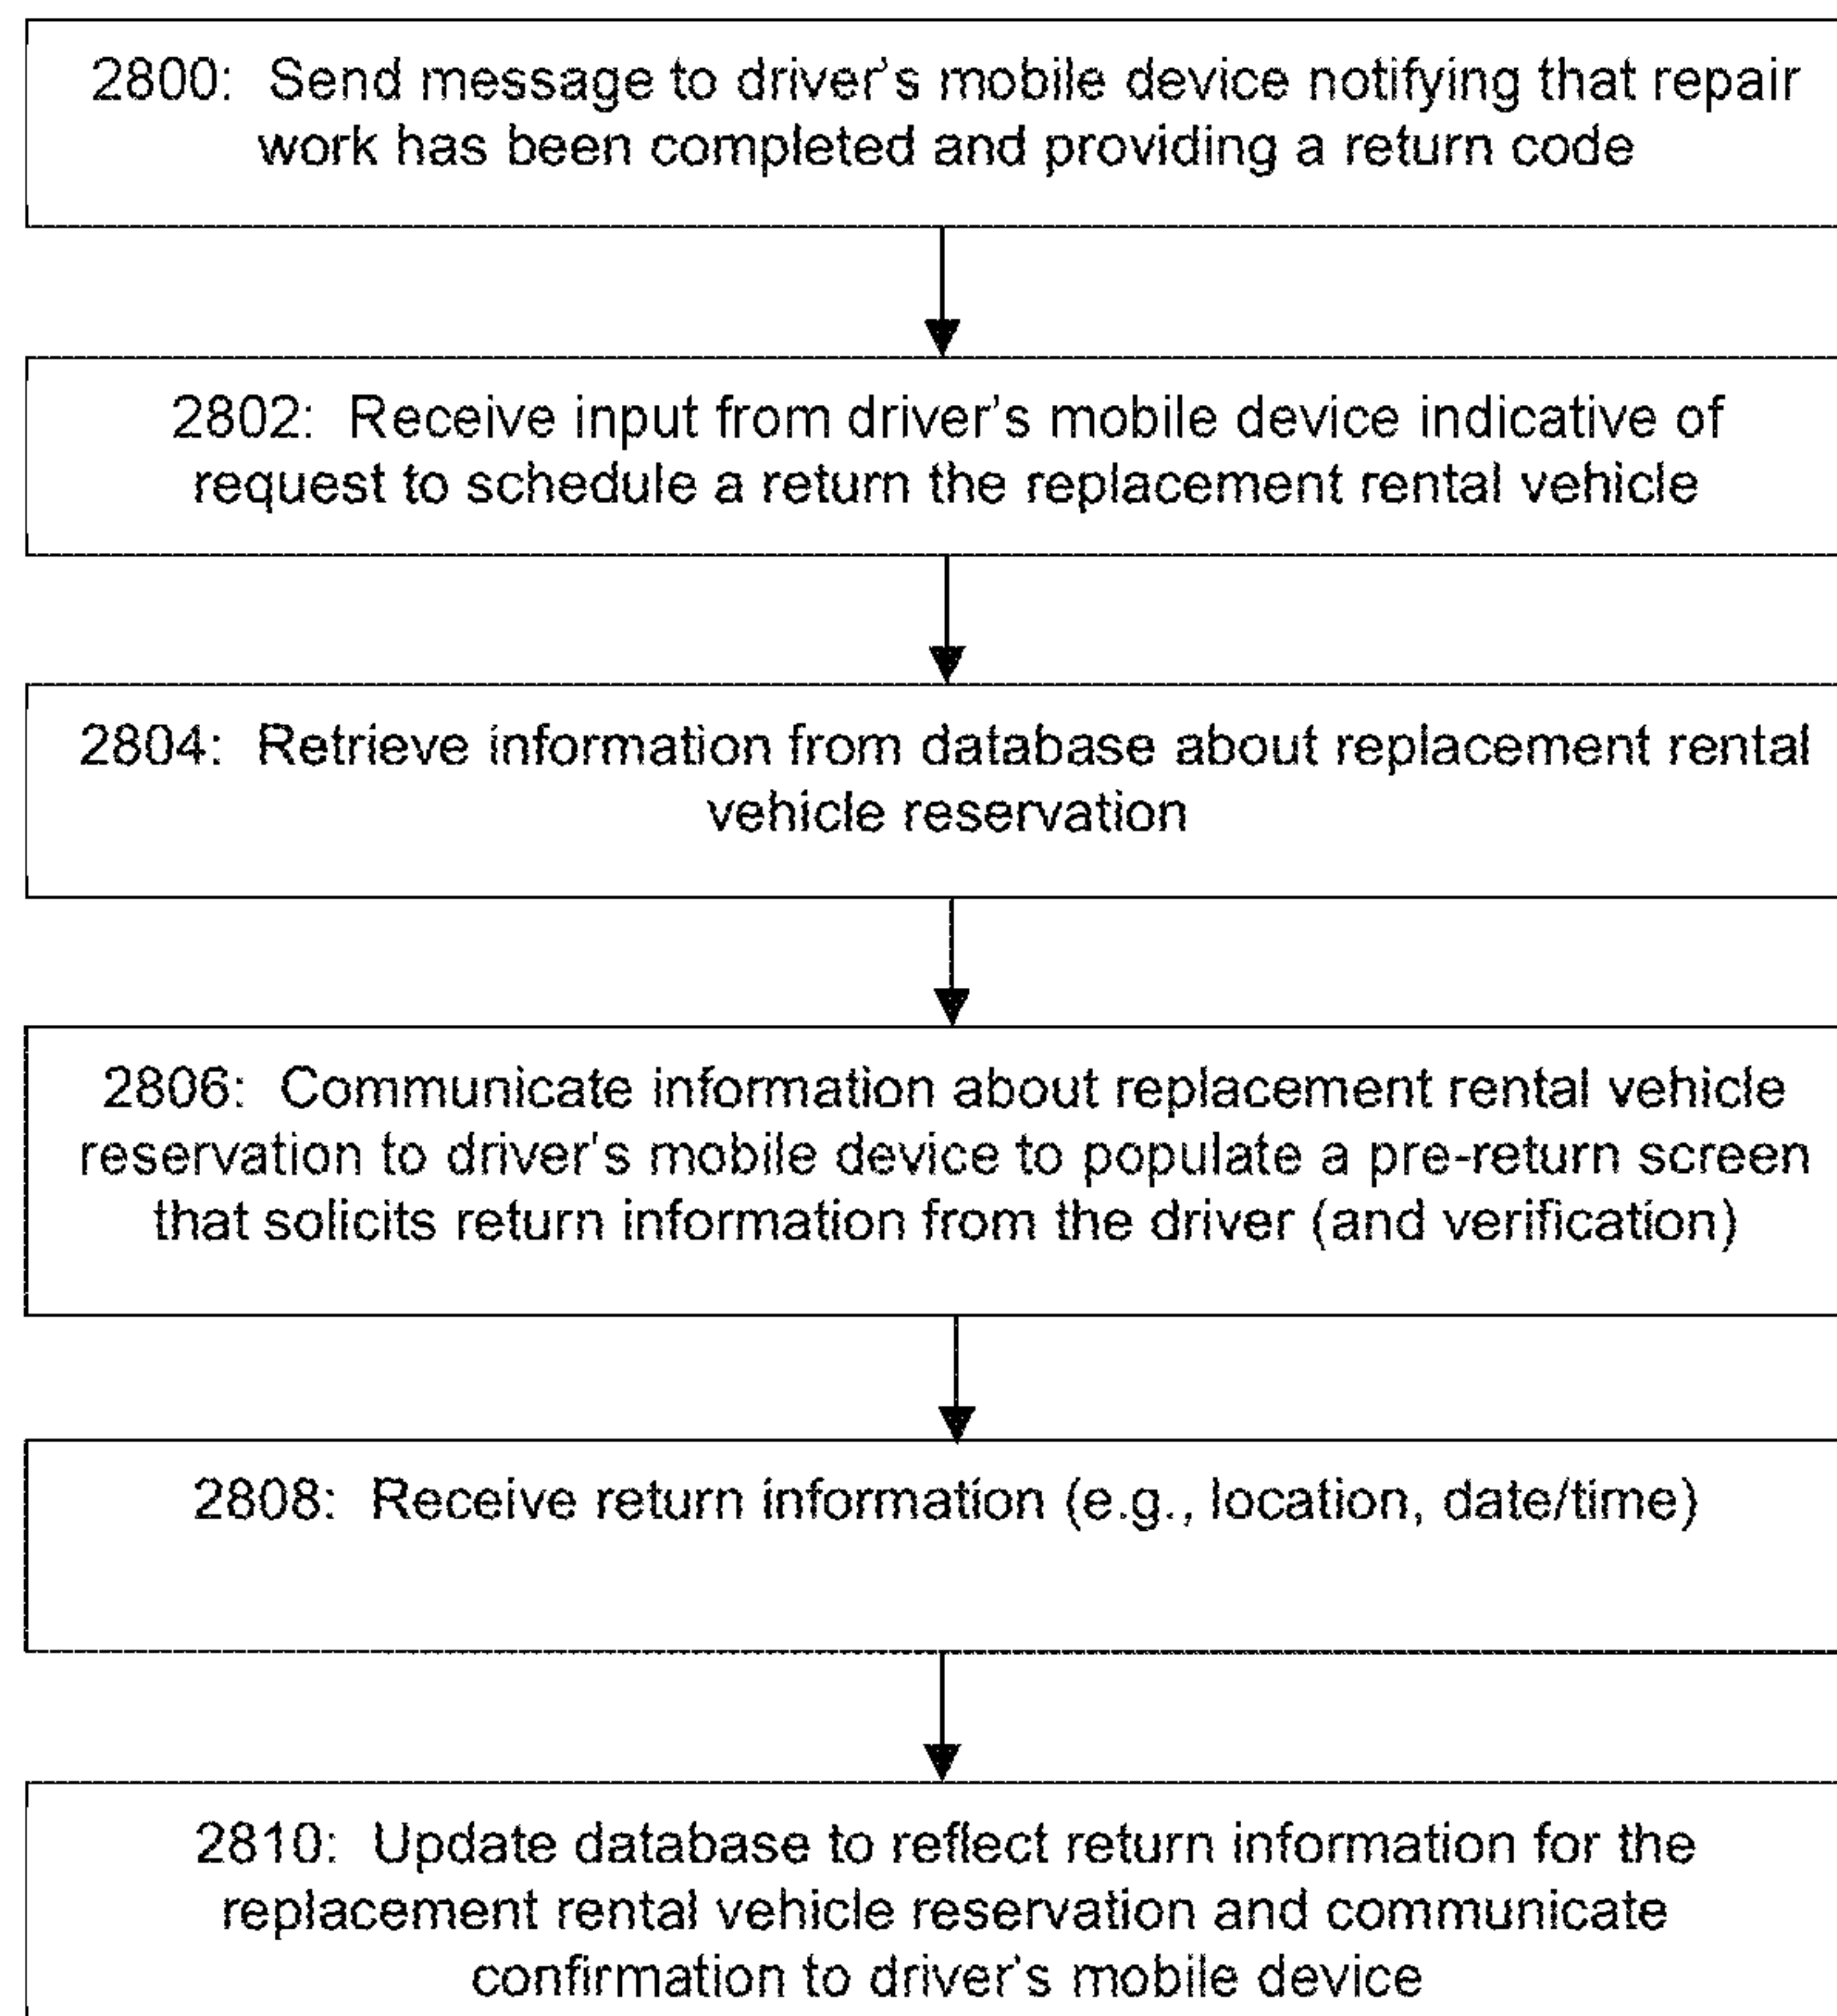 2800: Send message to driver's mobile device notifying that repair
work has been completed and providing a return code
2802: Receive input from driver's mobile device indicative of
request to schedule a return the replacement rental vehicle
2804: Retrieve information from database about replacement rental
vehicle reservation
2806: Communicate information about replacement rental vehicle
reservation to driver's mobile device to populate a pre-return screen
that solicits return information from the driver (and verification)
2808: Receive return information (e.g., location, date/time)
2810: Update database to reflect return information for the
replacement rental vehicle reservation and communicate
confirmation to driver's mobile device